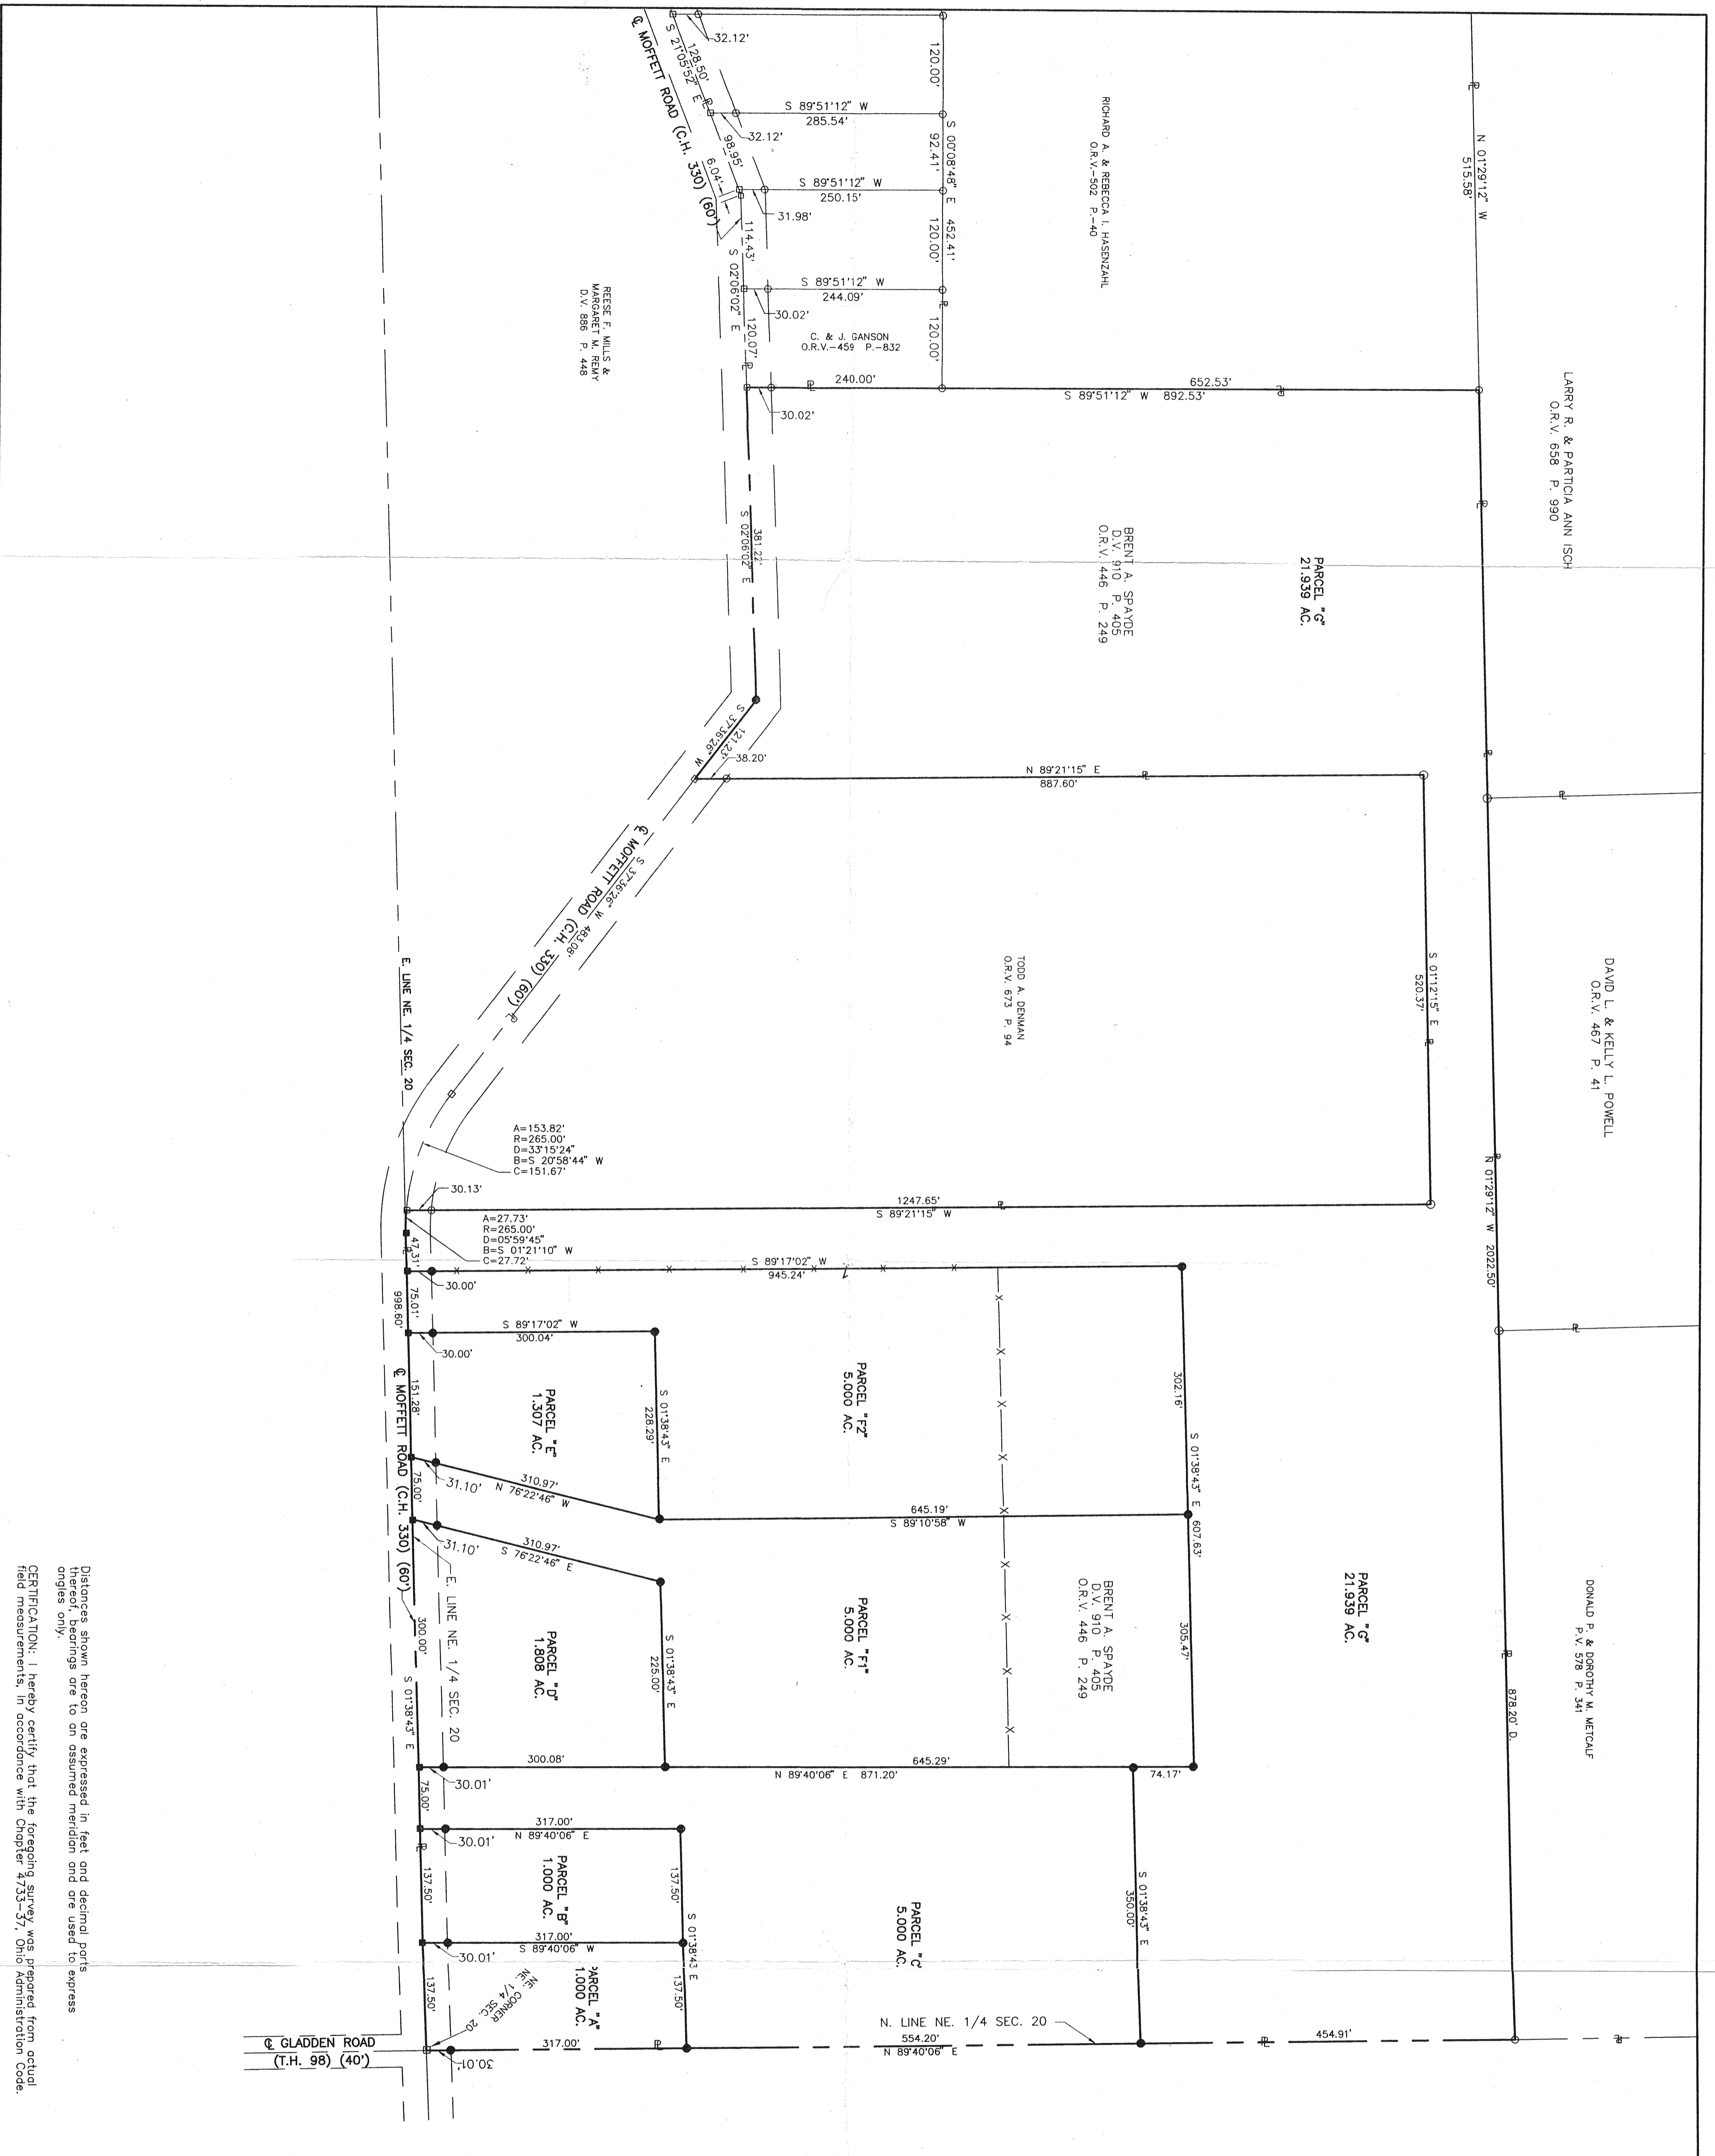 32.12'
128.50'
S 21°05'52" E
℄ MOFFETT ROAD (C.H. 330) (60')
120.00'
S 89°51'12" W
285.54'
32.12'
98.95'
6.04'
92.41'
S 00°08'48" E 452.41'
S 89°51'12" W
250.15'
31.98'
114.43'
S 02°06'02" E
120.00'
S 89°51'12" W
244.09'
30.02'
120.07'
120.00'
C. & J. GANSON
O.R.V.-459 P.-832
240.00'
30.02'
652.53'
S 89°51'12" W 892.53'
RICHARD A. & REBECCA I. HASENZAHL
O.R.V.-502 P.-40
N 01°29'12" W
515.58'
REESE F. MILLS &
MARGARET M. REMY
D.V. 886 P. 448
LARRY R. & PARTICIA ANN ISCH
O.R.V. 658 P. 990
381.22'
S 02°06'02" E
BRENT A. SPAYDE
D.V. 910 P. 405
O.R.V. 446 P. 249
PARCEL "G"
21.939 AC.
121.23'
S 37°36'26" W
38.20'
N 89°21'15" E
887.60'
℄ MOFFETT ROAD (C.H. 330) (60')
S 37°36'26" W 483.08'
TODD A. DENMAN
O.R.V. 673 P. 94
S 01°12'15" E
520.37'
DAVID L. & KELLY L. POWELL
O.R.V. 467 P. 41
E. LINE NE. 1/4 SEC. 20
A=153.82'
R=265.00'
D=33°15'24"
B=S 20°58'44" W
C=151.67'
N 01°29'12" W 2022.50'
30.13'
1247.65'
S 89°21'15" W
A=27.73'
R=265.00'
D=05°59'45"
B=S 01°21'10" W
C=27.72'
47.31'
S 89°17'02" W
945.24'
30.00'
75.01'
998.60'
S 89°17'02" W
300.04'
30.00'
℄ MOFFETT ROAD (C.H. 330) (60')
151.28'
PARCEL "E"
1.307 AC.
S 01°38'43" E
228.29'
PARCEL "F2"
5.000 AC.
302.16'
S 01°38'43" E 607.63'
310.97'
N 76°22'46" W
31.10'
75.00'
645.19'
S 89°10'58" W
310.97'
S 76°22'46" E
31.10'
E. LINE NE. 1/4 SEC. 20
300.00'
S 01°38'43" E
PARCEL "D"
1.808 AC.
S 01°38'43" E
225.00'
PARCEL "F1"
5.000 AC.
BRENT A. SPAYDE
D.V. 910 P. 405
O.R.V. 446 P. 249
305.47'
PARCEL "G"
21.939 AC.
DONALD P. & DOROTHY M. METCALF
P.V. 578 P. 341
878.20' D.
300.08'
645.29'
N 89°40'06" E 871.20'
74.17'
30.01'
75.00'
317.00'
N 89°40'06" E
30.01'
137.50'
PARCEL "B"
1.000 AC.
137.50'
S 01°38'43 E
317.00'
S 89°40'06" W
30.01'
PARCEL "C"
5.000 AC.
S 01°38'43" E
350.00'
137.50'
NE. CORNER
NE. 1/4 SEC. 20
ARCEL "A"
1.000 AC.
137.50'
N. LINE NE. 1/4 SEC. 20
317.00'
30.01'
554.20'
N 89°40'06" E
454.91'
℄ GLADDEN ROAD
(T.H. 98) (40')
Distances shown hereon are expressed in feet and decimal parts
thereof, bearings are to an assumed meridian and are used to express
angles only.
CERTIFICATION: I hereby certify that the foregoing survey was prepared from actual
field measurements, in accordance with Chapter 4733-37, Ohio Administration Code.